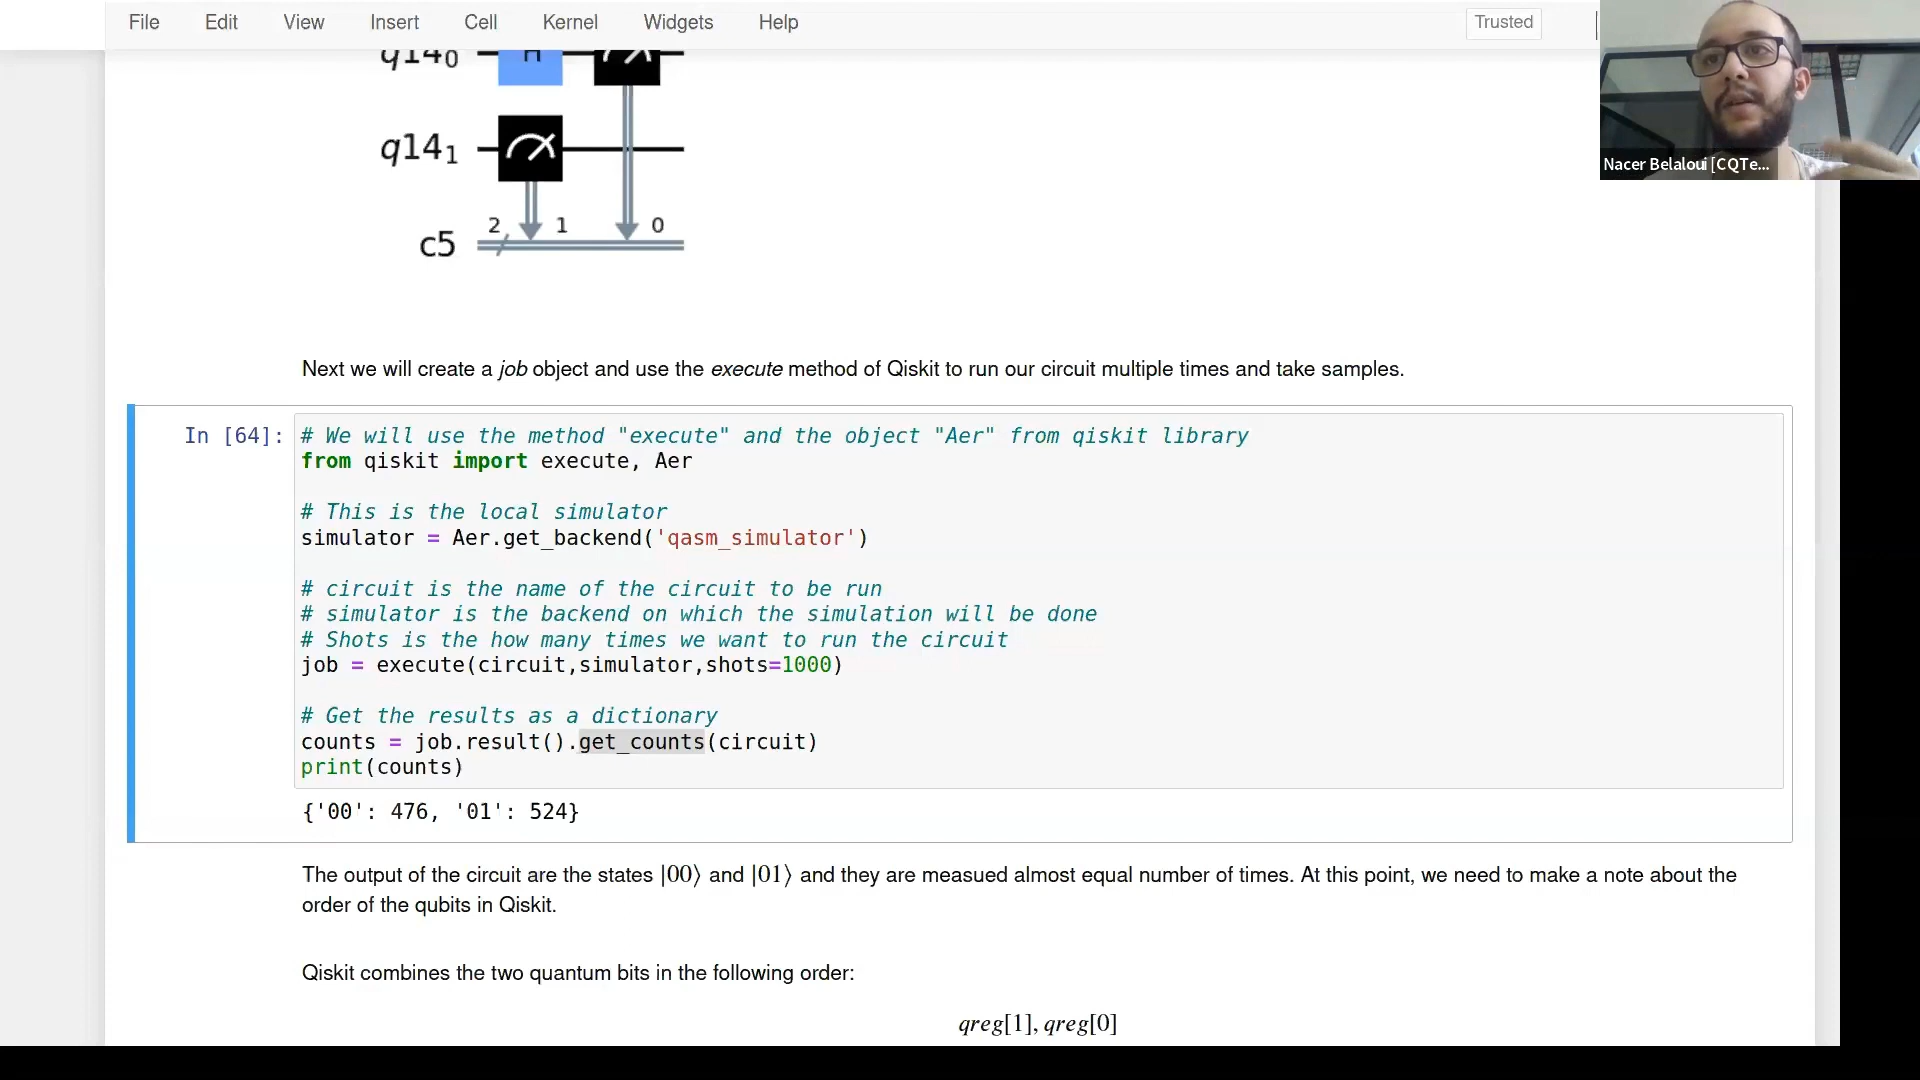 File Edit View Insert Cell Kernel Widgets Help Trusted
q14₀ H
q14₁
2 1 0
c5
Nacer Belaloui [CQTe...
Next we will create a job object and use the execute method of Qiskit to run our circuit multiple times and take samples.
In [64]:
# We will use the method "execute" and the object "Aer" from qiskit library
from qiskit import execute, Aer
# This is the local simulator
simulator = Aer.get_backend('qasm_simulator')
# circuit is the name of the circuit to be run
# simulator is the backend on which the simulation will be done
# Shots is the how many times we want to run the circuit
job = execute(circuit,simulator,shots=1000)
# Get the results as a dictionary
counts = job.result().get_counts(circuit)
print(counts)
{'00': 476, '01': 524}
The output of the circuit are the states |00⟩ and |01⟩ and they are measued almost equal number of times. At this point, we need to make a note about the
order of the qubits in Qiskit.
Qiskit combines the two quantum bits in the following order:
qreg[1], qreg[0]